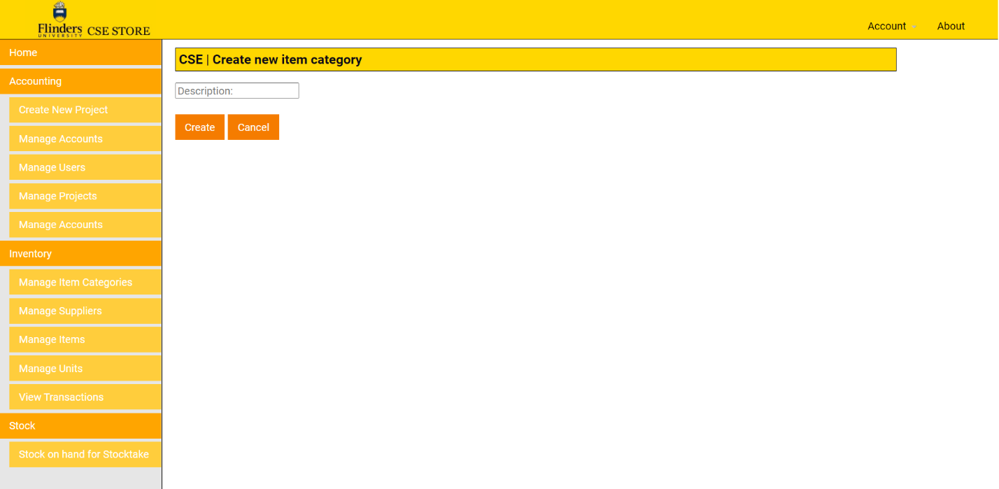 Flinders
UNIVERSITY
CSE STORE
Account
About
Home
Accounting
Create New Project
Manage Accounts
Manage Users
Manage Projects
Manage Accounts
Inventory
Manage Item Categories
Manage Suppliers
Manage Items
Manage Units
View Transactions
Stock
Stock on hand for Stocktake
CSE | Create new item category
Description:
Create
Cancel